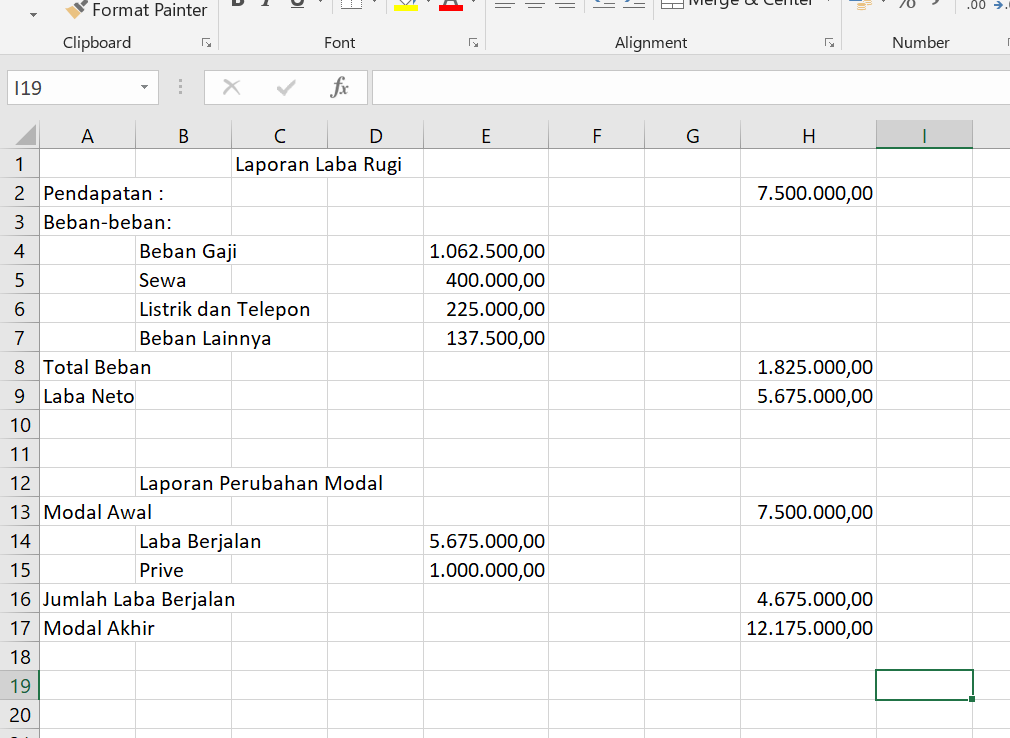 Format Painter B I U Merge & Center % .00
Clipboard Font Alignment Number
I19 fx
A B C D E F G H I
1 Laporan Laba Rugi
2 Pendapatan : 7.500.000,00
3 Beban-beban:
4 Beban Gaji 1.062.500,00
5 Sewa 400.000,00
6 Listrik dan Telepon 225.000,00
7 Beban Lainnya 137.500,00
8 Total Beban 1.825.000,00
9 Laba Neto 5.675.000,00
10
11
12 Laporan Perubahan Modal
13 Modal Awal 7.500.000,00
14 Laba Berjalan 5.675.000,00
15 Prive 1.000.000,00
16 Jumlah Laba Berjalan 4.675.000,00
17 Modal Akhir 12.175.000,00
18
19
20